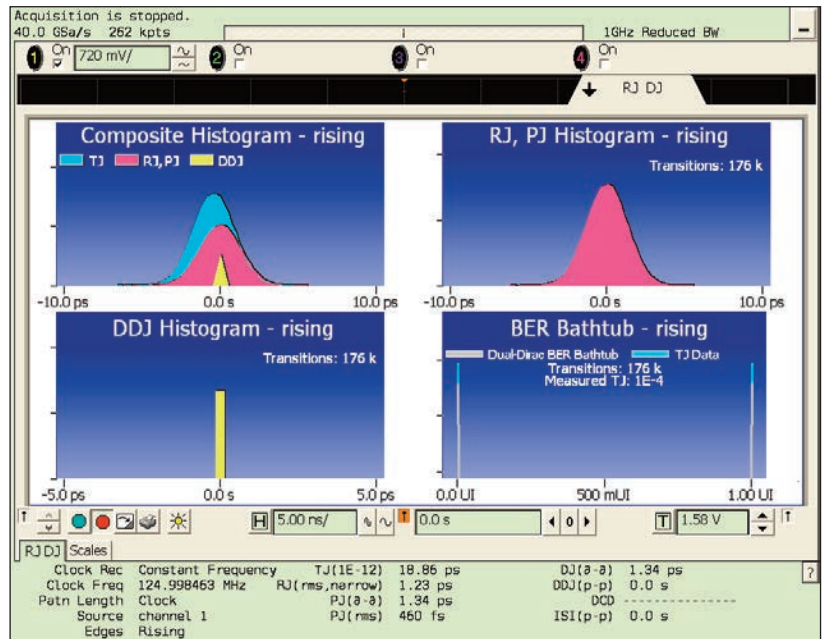 Acquisition is stopped.
40.0 GSa/s 262 kpts
1GHz Reduced BW
1 On 720 mV/ 2 On 3 On 4 On
RJ DJ
Composite Histogram - rising
TJ RJ,PJ DDJ
-10.0 ps 0.0 s 10.0 ps
RJ, PJ Histogram - rising
Transitions: 176 k
-10.0 ps 0.0 s 10.0 ps
DDJ Histogram - rising
Transitions: 176 k
-5.0 ps 0.0 s 5.0 ps
BER Bathtub - rising
Dual-Dirac BER Bathtub TJ Data
Transitions: 176 k
Measured TJ: 1E-4
0.0 UI 500 mUI 1.00 UI
H 5.00 ns/ 0.0 s 0 T 1.58 V
RJDJ Scales
Clock Rec Constant Frequency TJ(1E-12) 18.86 ps DJ(∂-∂) 1.34 ps ?
Clock Freq 124.998463 MHz RJ(rms,narrow) 1.23 ps DDJ(p-p) 0.0 s
Patn Length Clock PJ(∂-∂) 1.34 ps DCD ---------------
Source channel 1 PJ(rms) 460 fs ISI(p-p) 0.0 s
Edges Rising